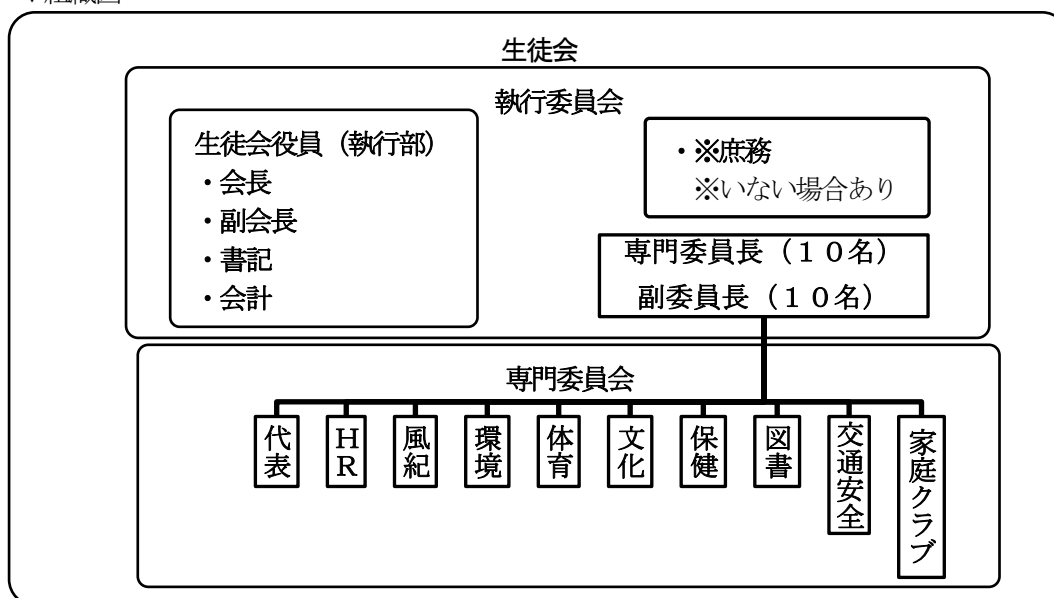 生徒会
執行委員会
生徒会役員（執行部）
・会長
・副会長
・書記
・会計
・※庶務
※いない場合あり
専門委員長（１０名）
副委員長（１０名）
専門委員会
代表
ＨＲ
風紀
環境
体育
文化
保健
図書
交通安全
家庭クラブ